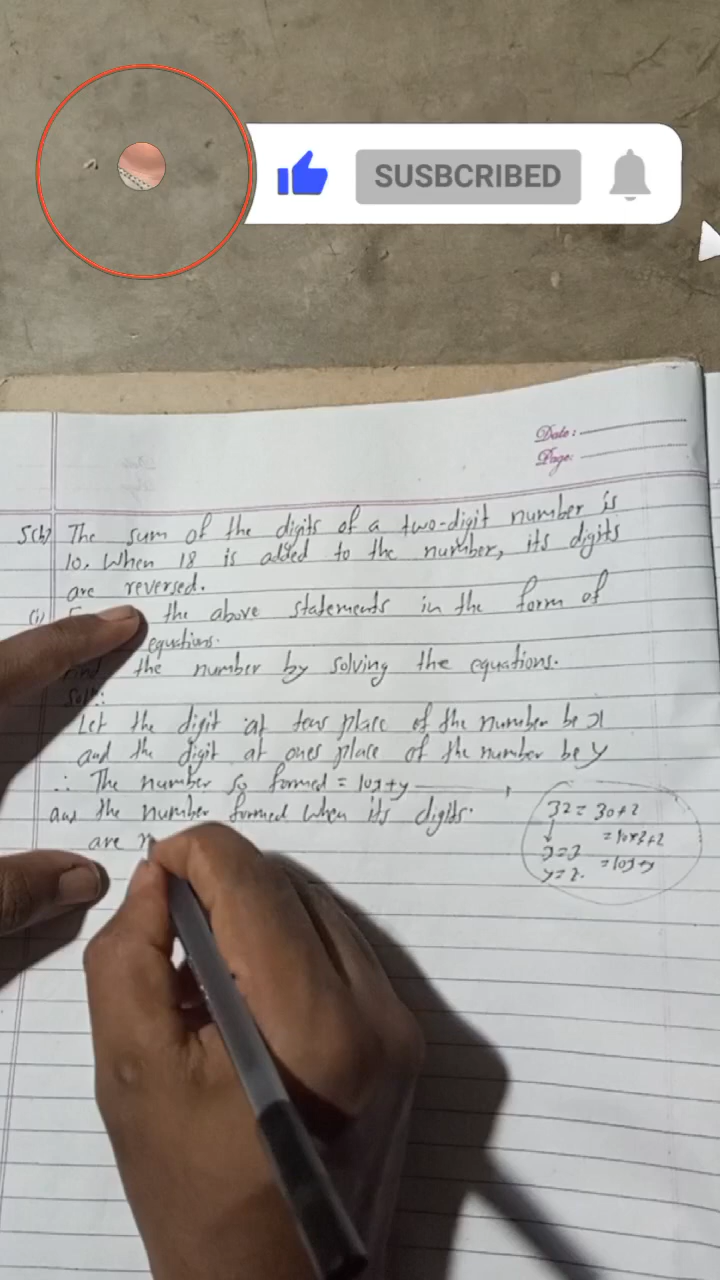 SUSBCRIBED
Date:
Page:
5(b) The sum of the digits of a two-digit number is
10. When 18 is added to the number, its digits
are reversed.
(i) the above statements in the form of
equations.
Find the number by solving the equations.
Solⁿ:
Let the digit at tens place of the number be x
and the digit at ones place of the number be y
∴ The number so formed = 10x+y
and the number formed when its digits
are r
32 = 30+2
= 10×3+2
x=3
= 10x+y
y=2.